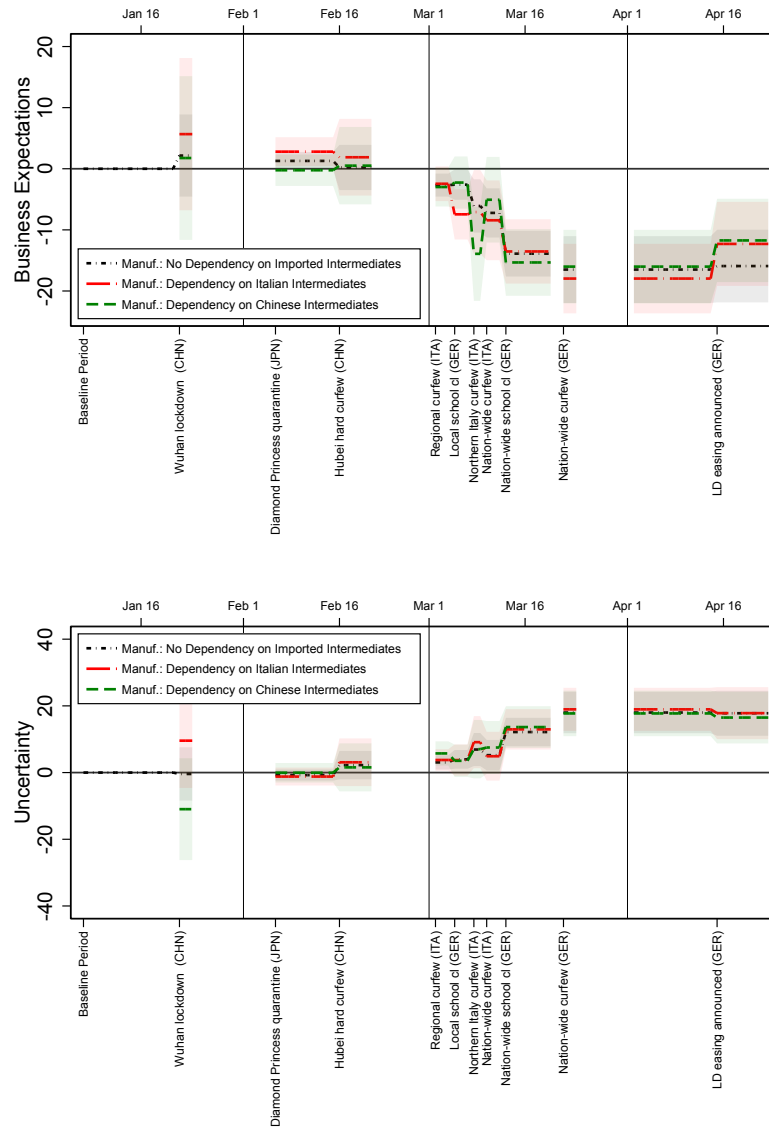 Jan 16 Feb 1 Feb 16 Mar 1 Mar 16 Apr 1 Apr 16
Business Expectations
20
10
0
-10
-20
Manuf.: No Dependency on Imported Intermediates
Manuf.: Dependency on Italian Intermediates
Manuf.: Dependency on Chinese Intermediates
Baseline Period
Wuhan lockdown (CHN)
Diamond Princess quarantine (JPN)
Hubei hard curfew (CHN)
Regional curfew (ITA)
Local school cl (GER)
Northern Italy curfew (ITA)
Nation-wide curfew (ITA)
Nation-wide school cl (GER)
Nation-wide curfew (GER)
LD easing announced (GER)
Jan 16 Feb 1 Feb 16 Mar 1 Mar 16 Apr 1 Apr 16
Uncertainty
40
20
0
-20
-40
Manuf.: No Dependency on Imported Intermediates
Manuf.: Dependency on Italian Intermediates
Manuf.: Dependency on Chinese Intermediates
Baseline Period
Wuhan lockdown (CHN)
Diamond Princess quarantine (JPN)
Hubei hard curfew (CHN)
Regional curfew (ITA)
Local school cl (GER)
Northern Italy curfew (ITA)
Nation-wide curfew (ITA)
Nation-wide school cl (GER)
Nation-wide curfew (GER)
LD easing announced (GER)